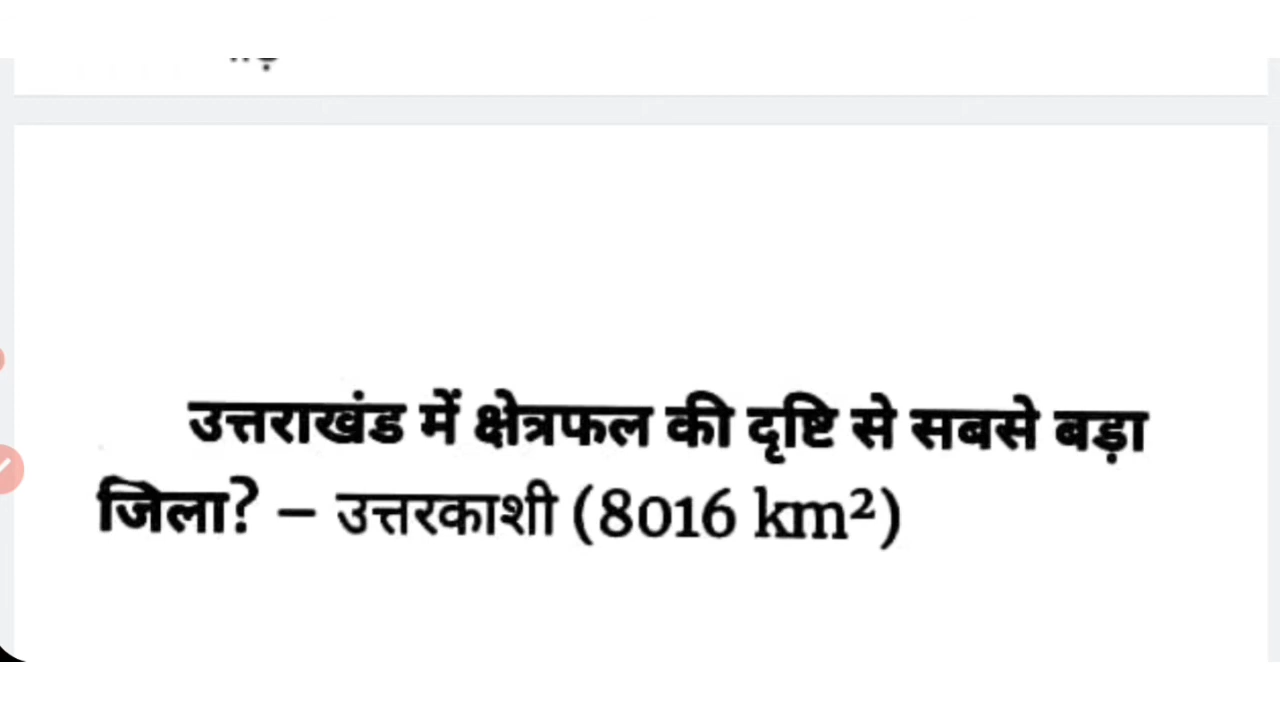 उत्तराखंड में क्षेत्रफल की दृष्टि से सबसे बड़ा
जिला? – उत्तरकाशी (8016 km²)